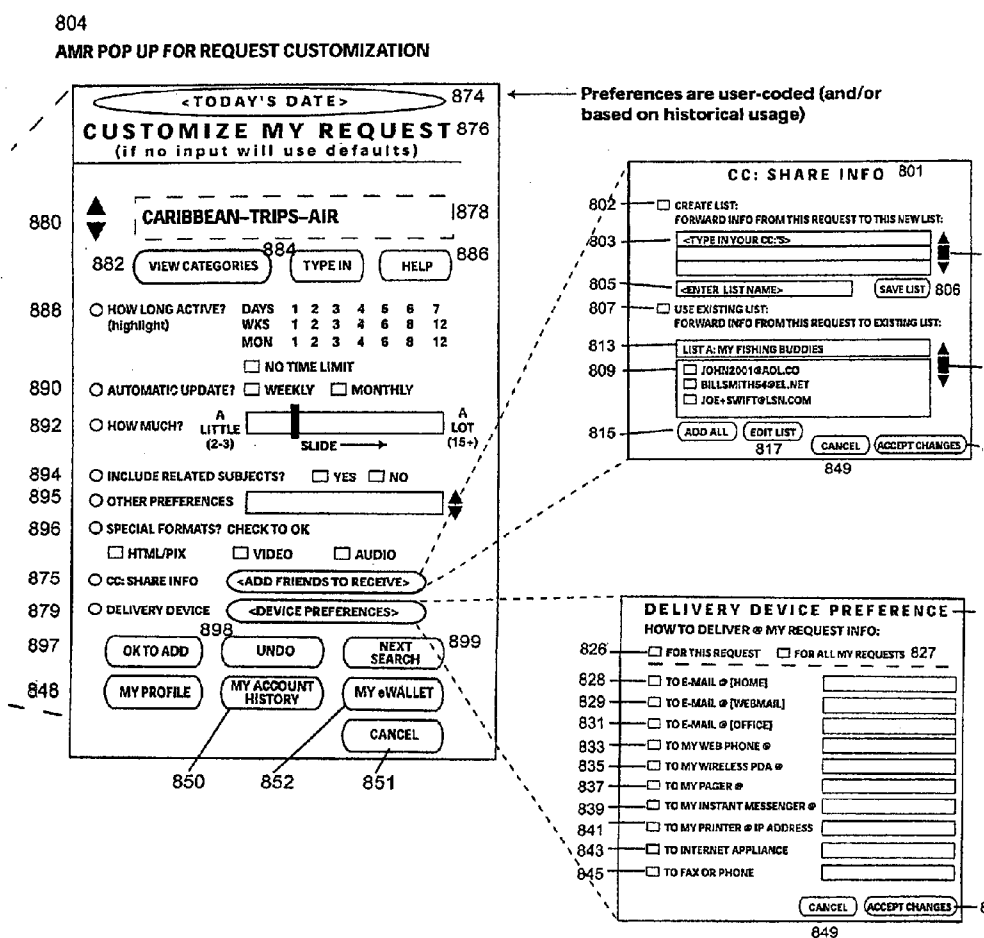 804
AMR POP UP FOR REQUEST CUSTOMIZATION
<TODAY'S DATE> 874
Preferences are user-coded (and/or
based on historical usage)
CUSTOMIZE MY REQUEST 876
(if no input will use defaults)
880 CARIBBEAN-TRIPS-AIR 878
882 VIEW CATEGORIES 884 TYPE IN HELP 886
888 HOW LONG ACTIVE? DAYS 1 2 3 4 5 6 7
(highlight) WKS 1 2 3 4 6 8 12
MON 1 2 3 4 6 8 12
NO TIME LIMIT
890 AUTOMATIC UPDATE? WEEKLY MONTHLY
892 HOW MUCH? A LITTLE (2-3) SLIDE A LOT (15+)
894 INCLUDE RELATED SUBJECTS? YES NO
895 OTHER PREFERENCES
896 SPECIAL FORMATS? CHECK TO OK
HTML/PIX VIDEO AUDIO
875 CC: SHARE INFO <ADD FRIENDS TO RECEIVE>
879 DELIVERY DEVICE <DEVICE PREFERENCES>
897 OK TO ADD 898 UNDO NEXT SEARCH 899
848 MY PROFILE MY ACCOUNT HISTORY MY eWALLET
CANCEL
850 852 851
CC: SHARE INFO 801
802 CREATE LIST:
FORWARD INFO FROM THIS REQUEST TO THIS NEW LIST:
803 <TYPE IN YOUR CC:'S>
805 <ENTER LIST NAME> SAVE LIST 806
807 USE EXISTING LIST:
FORWARD INFO FROM THIS REQUEST TO EXISTING LIST:
813 LIST A: MY FISHING BUDDIES
809 JOHN2001@AOL.CO
BILLSMITH54@EL.NET
JOE+SWIFT@LSN.COM
815 ADD ALL EDIT LIST
817 CANCEL ACCEPT CHANGES
849
DELIVERY DEVICE PREFERENCE
HOW TO DELIVER @ MY REQUEST INFO:
826 FOR THIS REQUEST FOR ALL MY REQUESTS 827
828 TO E-MAIL @ [HOME]
829 TO E-MAIL @ [WEBMAIL]
831 TO E-MAIL @ [OFFICE]
833 TO MY WEB PHONE @
835 TO MY WIRELESS PDA @
837 TO MY PAGER @
839 TO MY INSTANT MESSENGER @
841 TO MY PRINTER @ IP ADDRESS
843 TO INTERNET APPLIANCE
845 TO FAX OR PHONE
CANCEL ACCEPT CHANGES
849